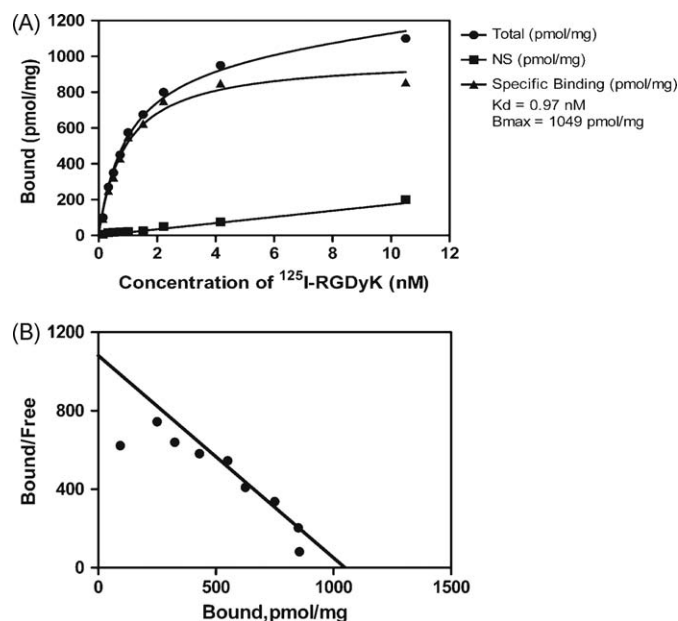 (A)
1200
1000
800
600
400
200
0
Bound (pmol/mg)
0 2 4 6 8 10 12
Concentration of ¹²⁵I-RGDyK (nM)
Total (pmol/mg)
NS (pmol/mg)
Specific Binding (pmol/mg)
Kd = 0.97 nM
Bmax = 1049 pmol/mg
(B)
1200
800
400
0
Bound/Free
0 500 1000 1500
Bound,pmol/mg